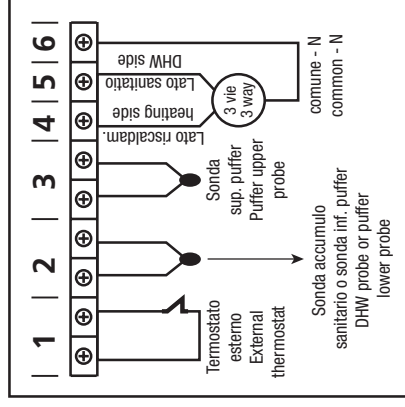 1 2 3 4 5 6
Termostato
esterno
External
thermostat
Sonda accumulo
sanitario o sonda inf. puffer
DHW probe or puffer
lower probe
Sonda
sup. puffer
Puffer upper
probe
Lato riscaldam.
heating side
Lato sanitatio
DHW side
3 vie
3 way
comune - N
common - N